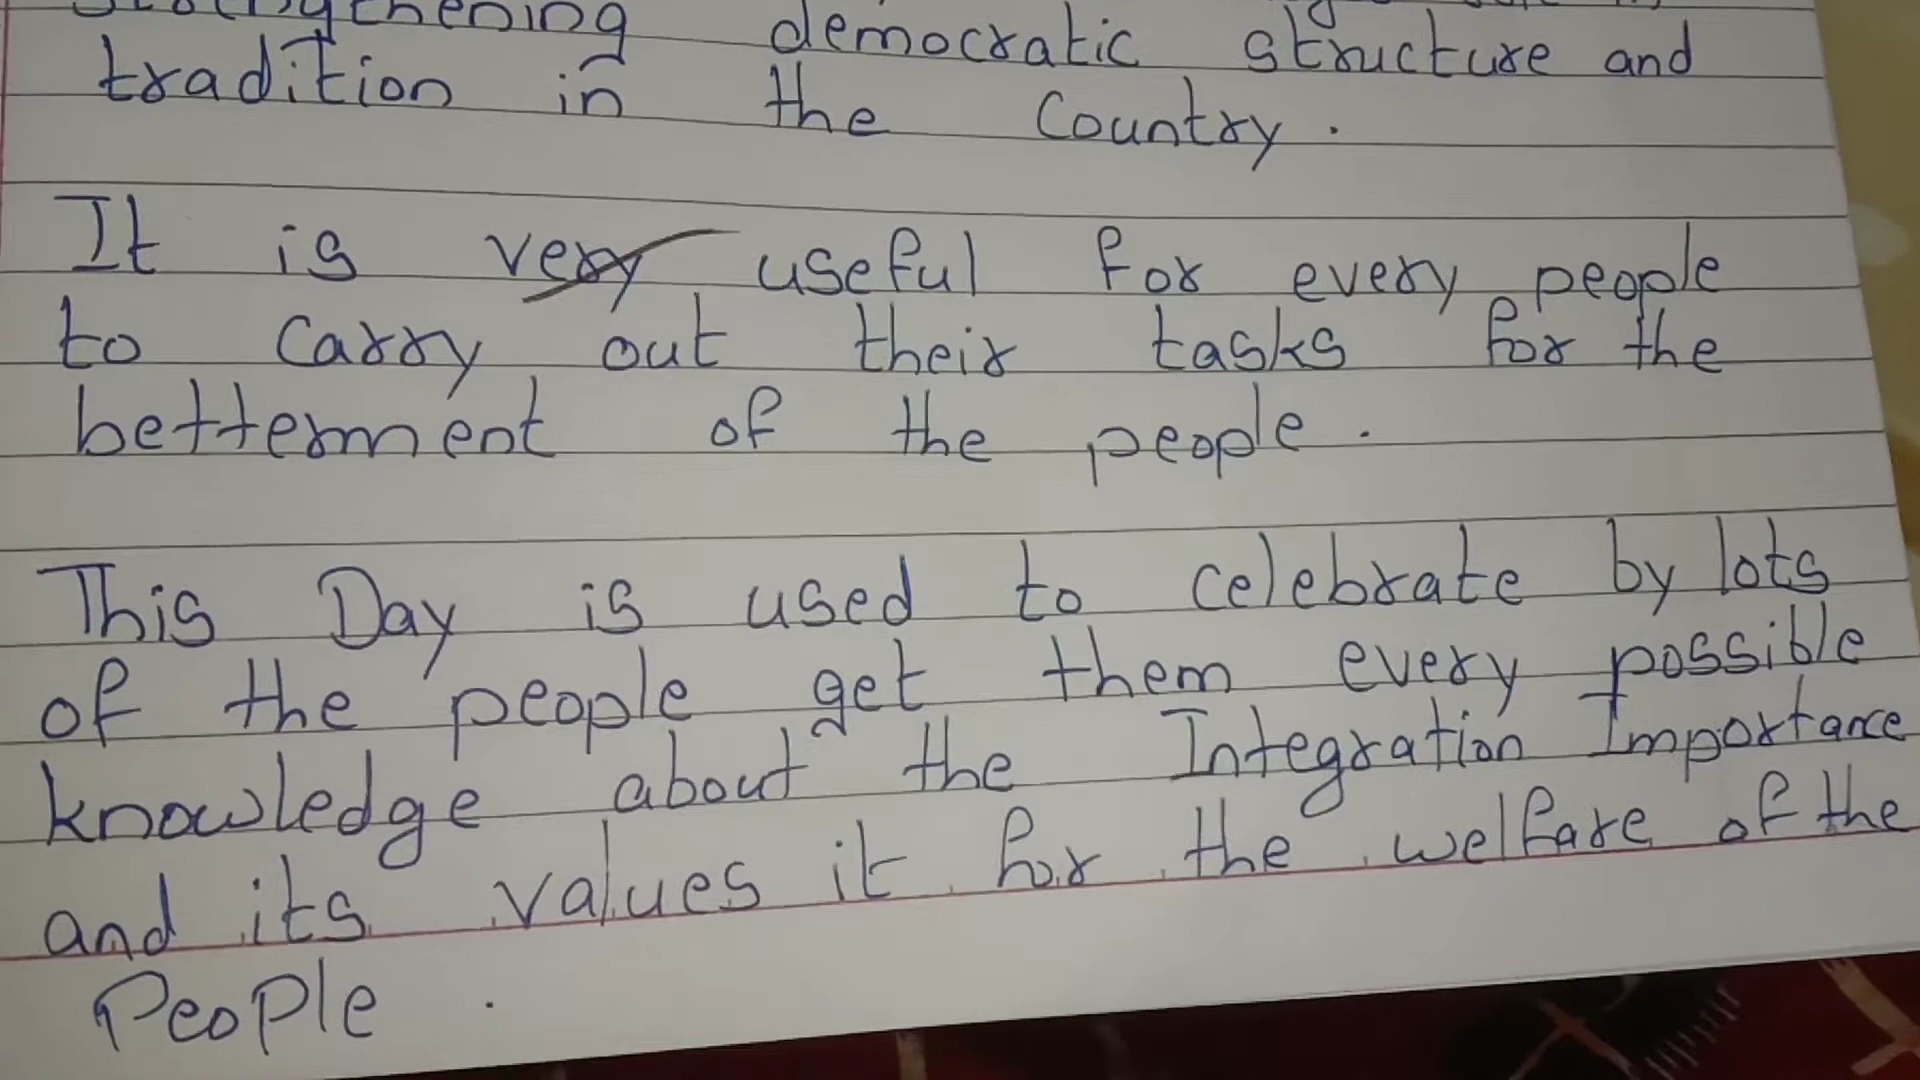 strengthening democratic structure and
tradition in the Country.
It is very useful for every people
to carry out their tasks for the
betterment of the people.
This Day is used to celebrate by lots
of the people get them every possible
knowledge about the Integration Importance
and its values it for the welfare of the
People.